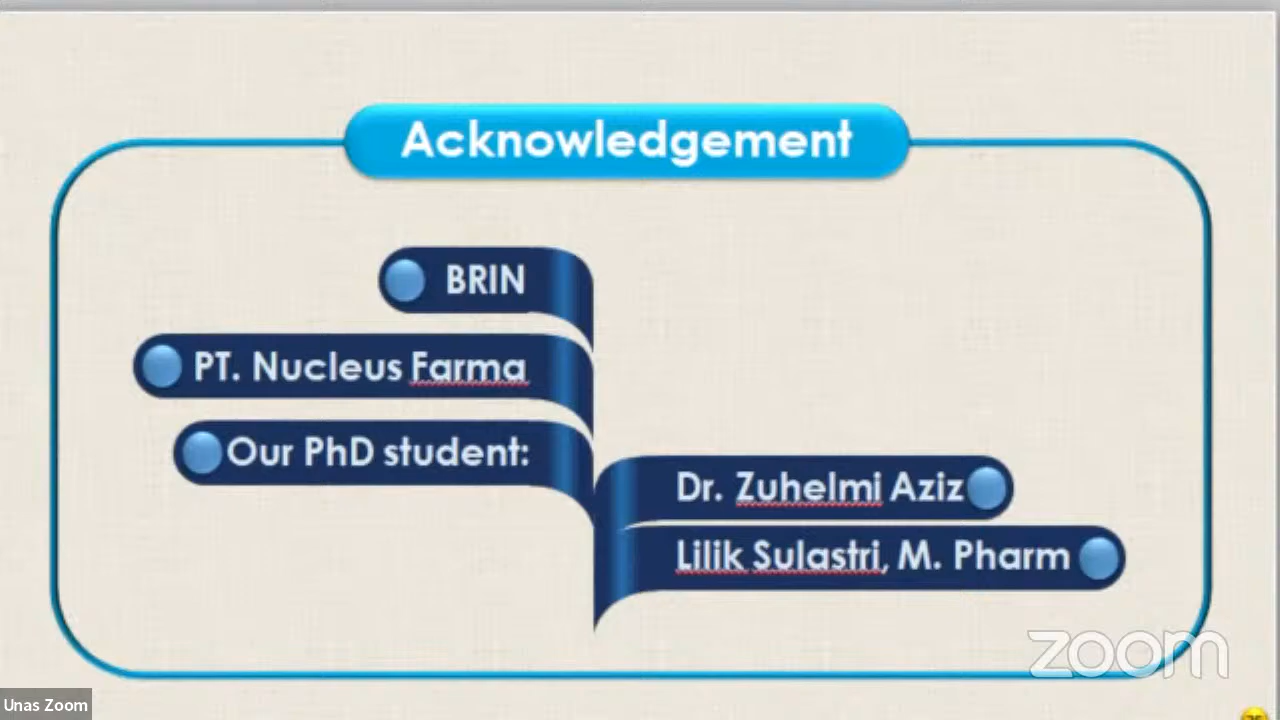 Acknowledgement
BRIN
PT. Nucleus Farma
Our PhD student:
Dr. Zuhelmi Aziz
Lilik Sulastri, M. Pharm
zoom
Unas Zoom